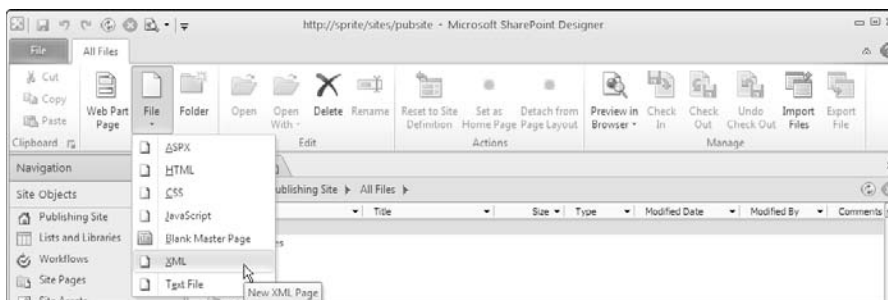 http://sprite/sites/pubsite - Microsoft SharePoint Designer
File
All Files
Cut
Copy
Paste
Clipboard
Web Part Page
File
Folder
Open
Open With
Delete
Rename
Edit
Reset to Site Definition
Set as Home Page
Detach from Page Layout
Actions
Preview in Browser
Check In
Check Out
Undo Check Out
Import Files
Export File
Manage
ASPX
HTML
CSS
JavaScript
Blank Master Page
XML
Text File
New XML Page
Navigation
Site Objects
Publishing Site
Lists and Libraries
Workflows
Site Pages
ublishing Site
All Files
Title
Size
Type
Modified Date
Modified By
Comments